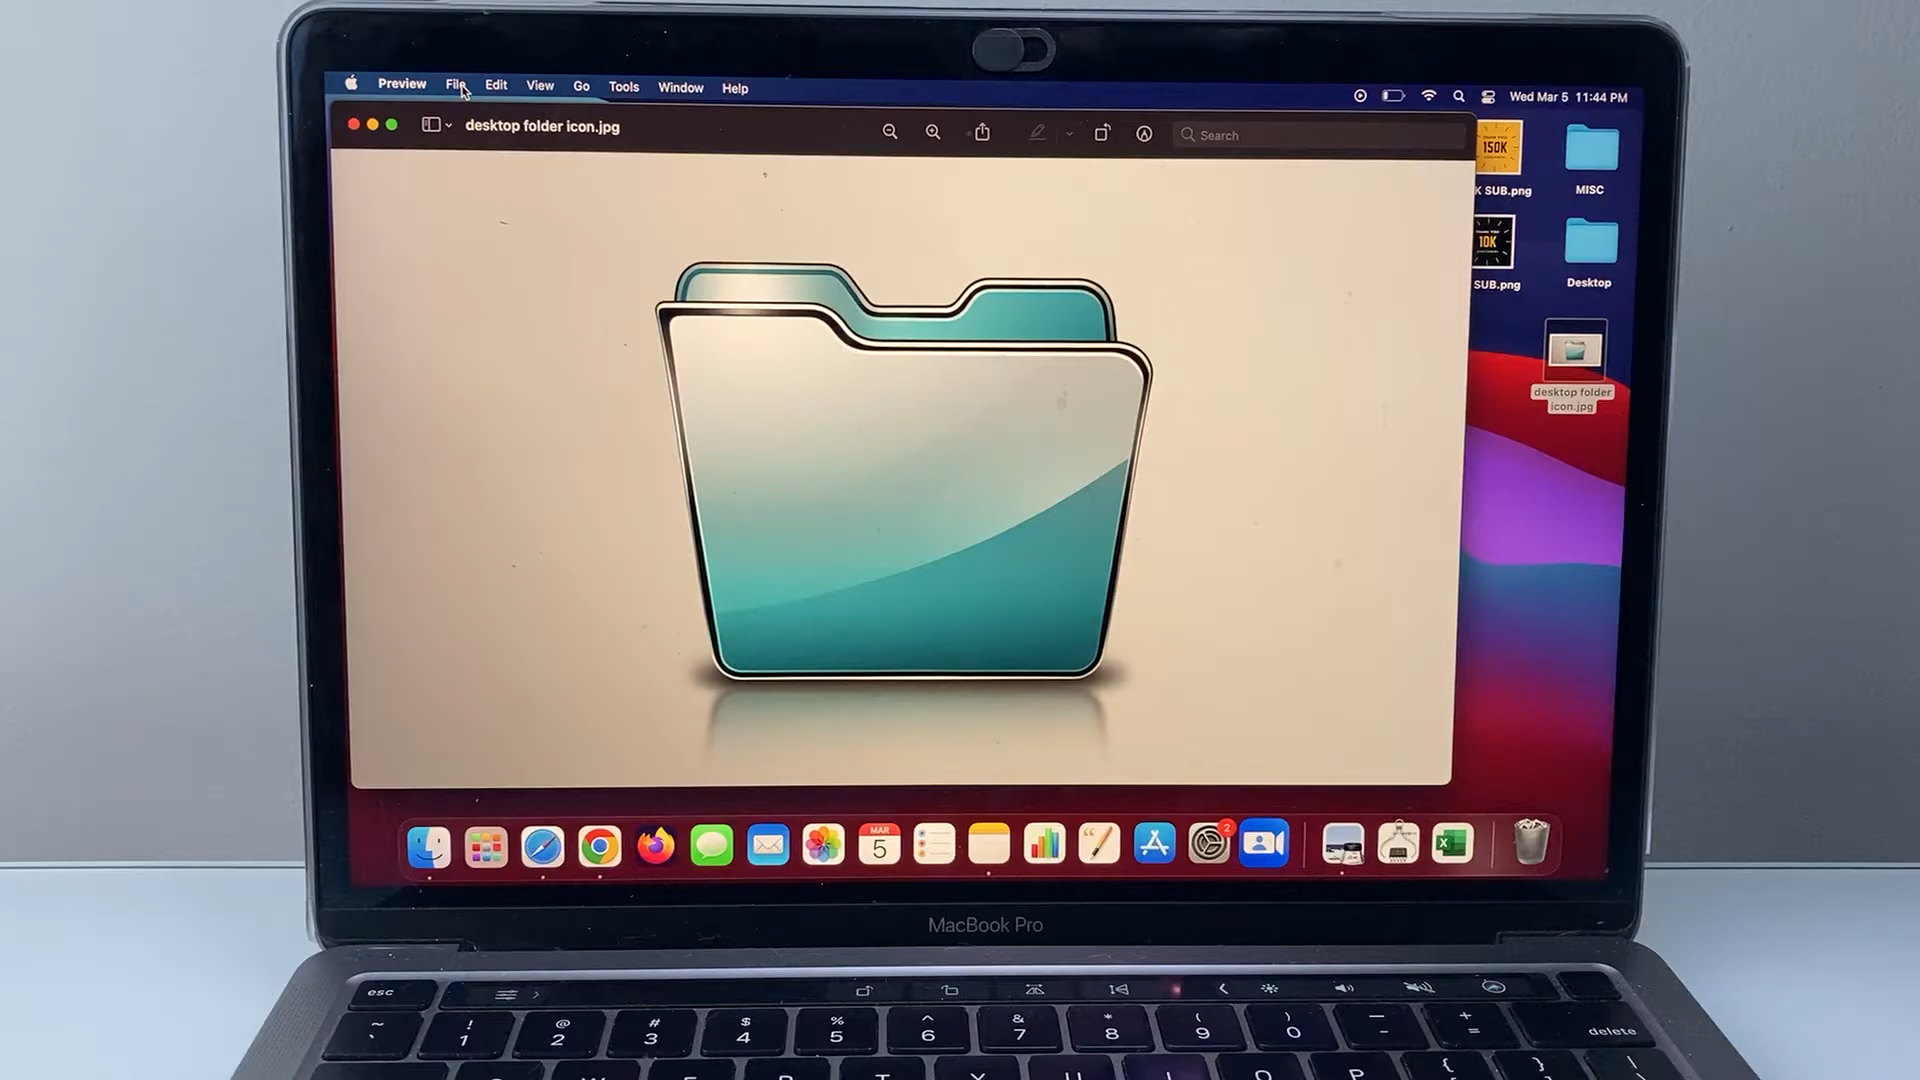 Preview File Edit View Go Tools Window Help
Wed Mar 5 11:44 PM
desktop folder icon.jpg
Search
150K
K SUB.png
MISC
10K
SUB.png
Desktop
desktop folder
icon.jpg
MAR
5
2
MacBook Pro
esc
~ ! @ # $ % ^ & * ( ) _ +
` 1 2 3 4 5 6 7 8 9 0 - = delete
{ } |